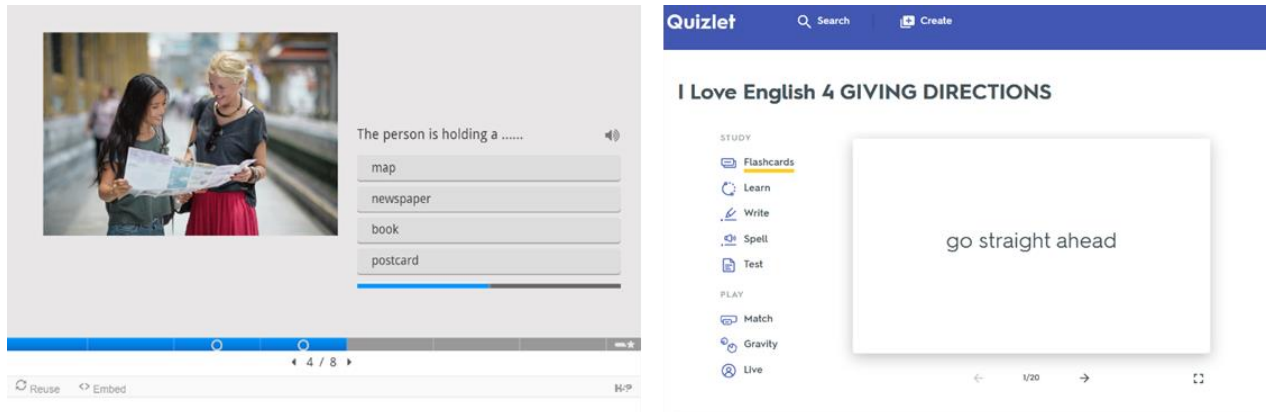 The person is holding a ......
map
newspaper
book
postcard
4 / 8
Reuse
Embed
H5P
Quizlet
Search
Create
I Love English 4 GIVING DIRECTIONS
STUDY
Flashcards
Learn
Write
Spell
Test
PLAY
Match
Gravity
Live
go straight ahead
1/20